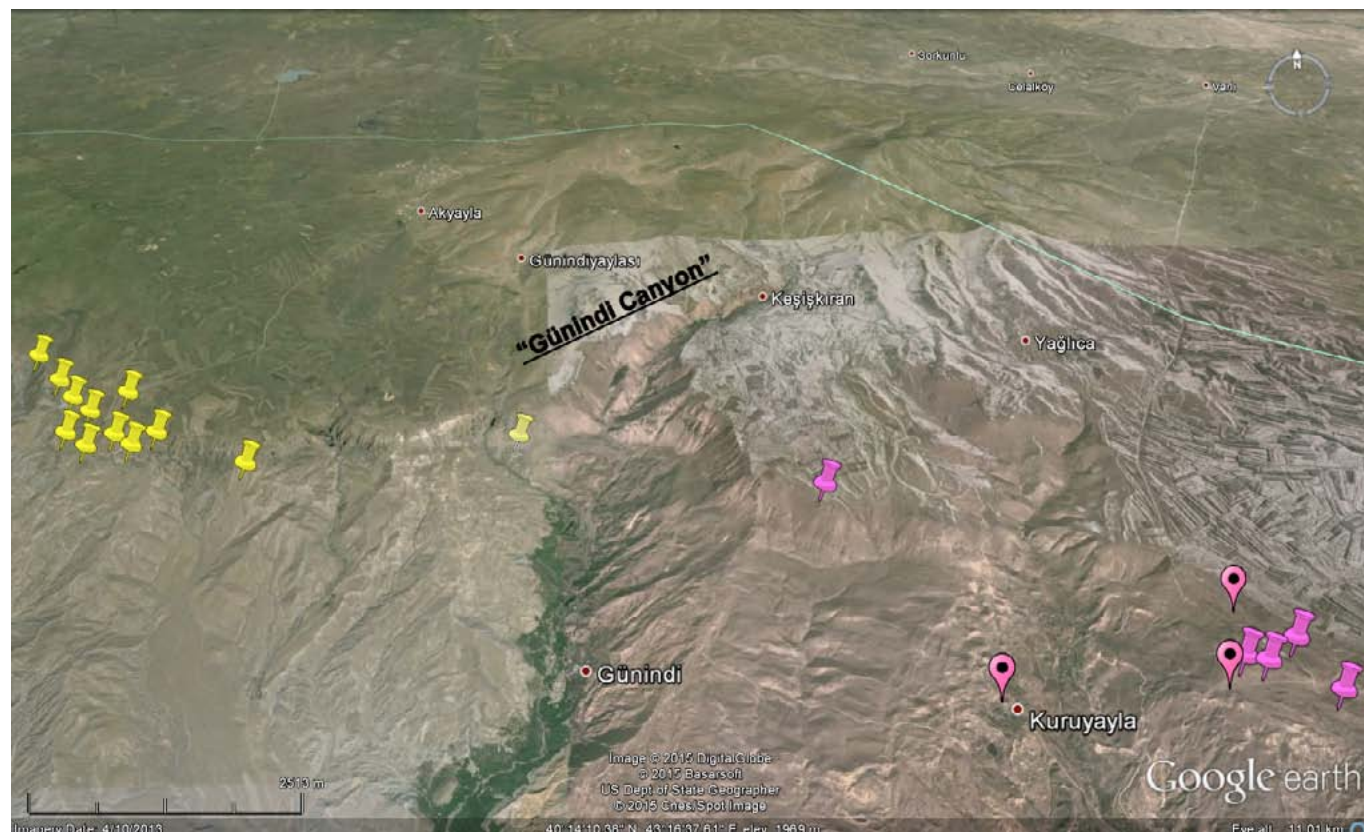 Sorkunlu
Celalköy
Vahi
N
Akyayla
Günindiyaylası
"Günindi Canyon"
Keşişkıran
Yağlıca
Günindi
Kuruyayla
Image © 2015 DigitalGlobe
© 2015 Basarsoft
US Dept of State Geographer
© 2015 Cnes/Spot Image
Google earth
2513 m
Imagery Date: 4/10/2013
40°14'10.38" N 43°16'37.61" E elev 1969 m
Eye alt 11.01 km